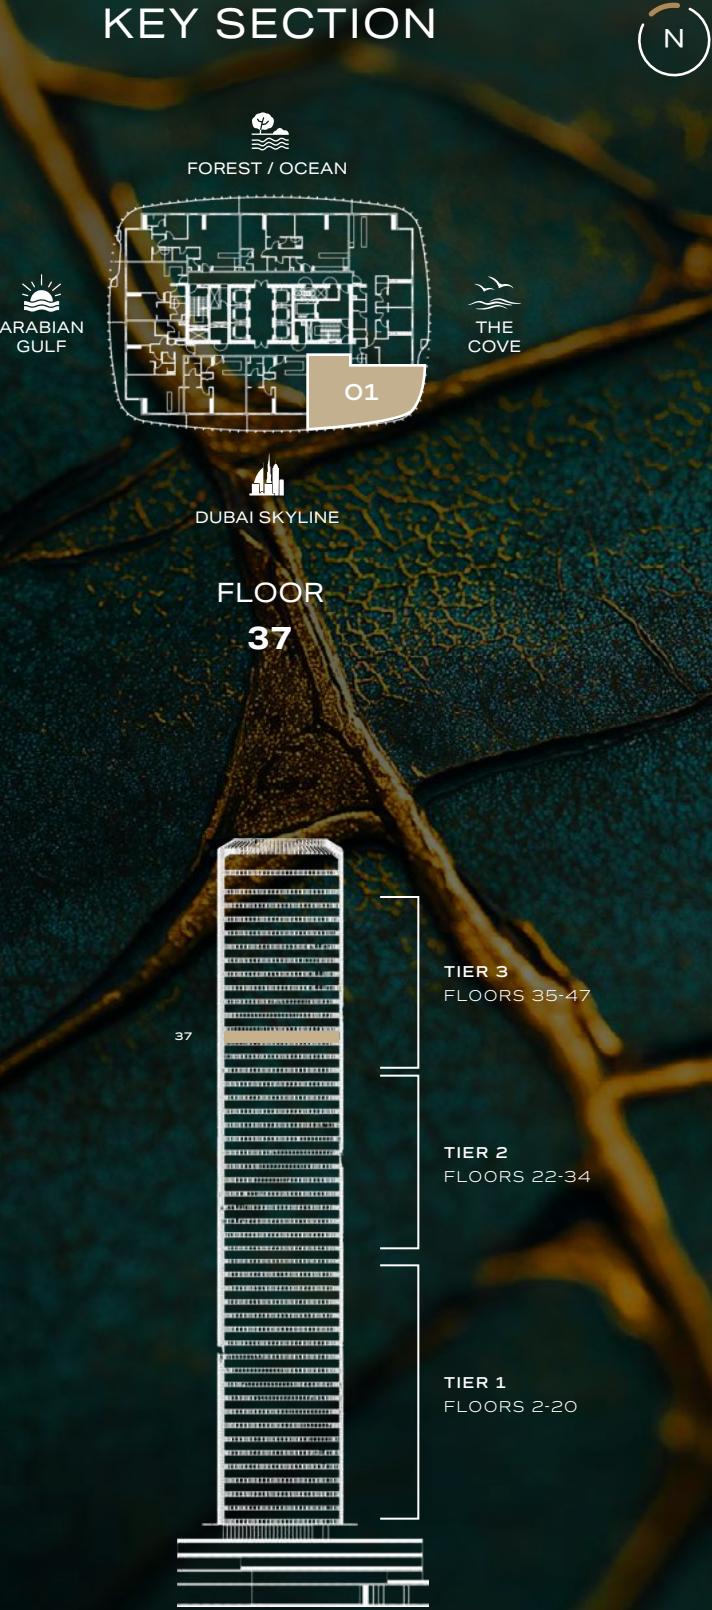 KEY SECTION
N
FOREST / OCEAN
ARABIAN
GULF
THE
COVE
01
DUBAI SKYLINE
FLOOR
37
TIER 3
FLOORS 35-47
37
TIER 2
FLOORS 22-34
TIER 1
FLOORS 2-20